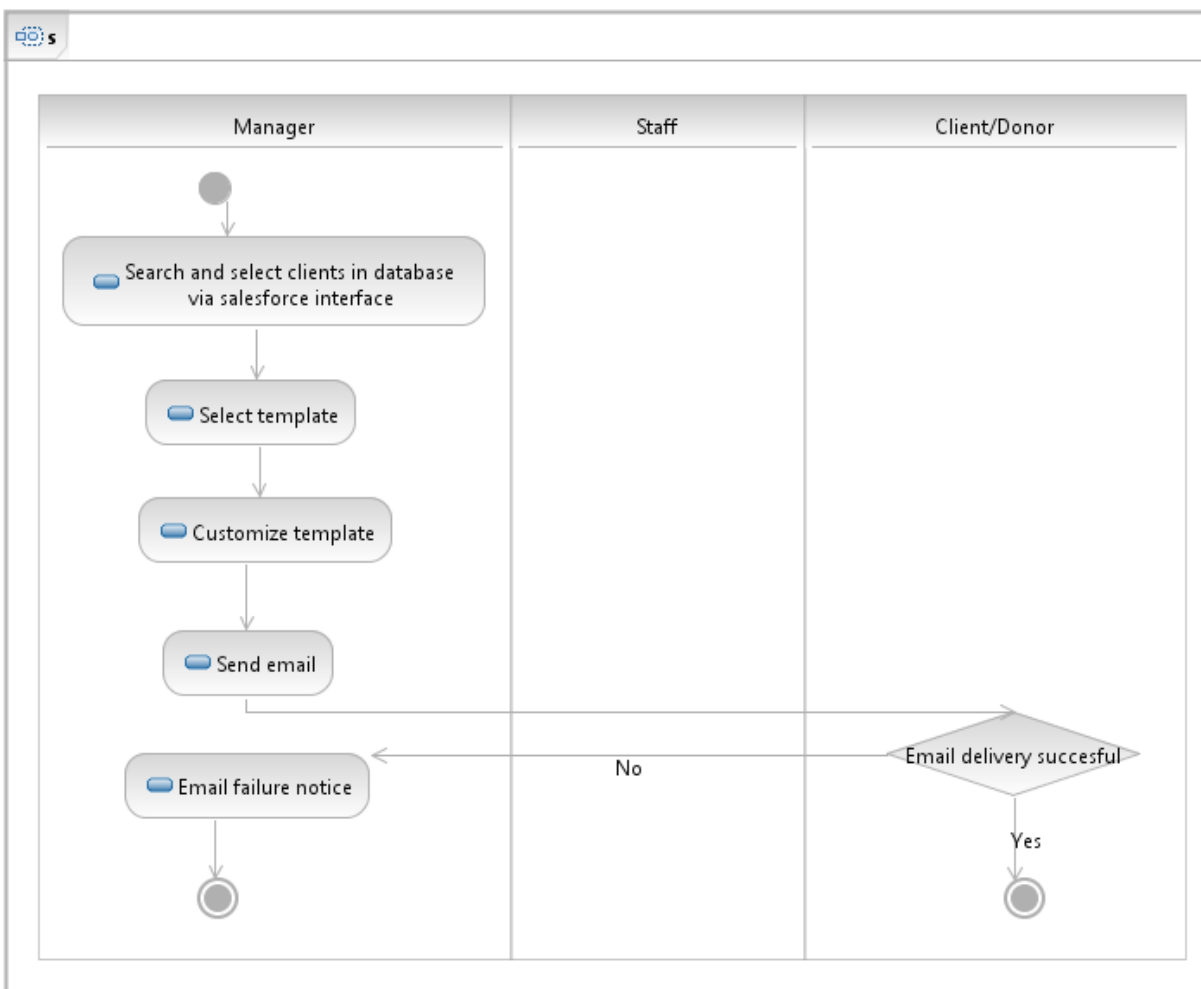 s
Manager
Staff
Client/Donor
Search and select clients in database
via salesforce interface
Select template
Customize template
Send email
Email delivery succesful
No
Email failure notice
Yes